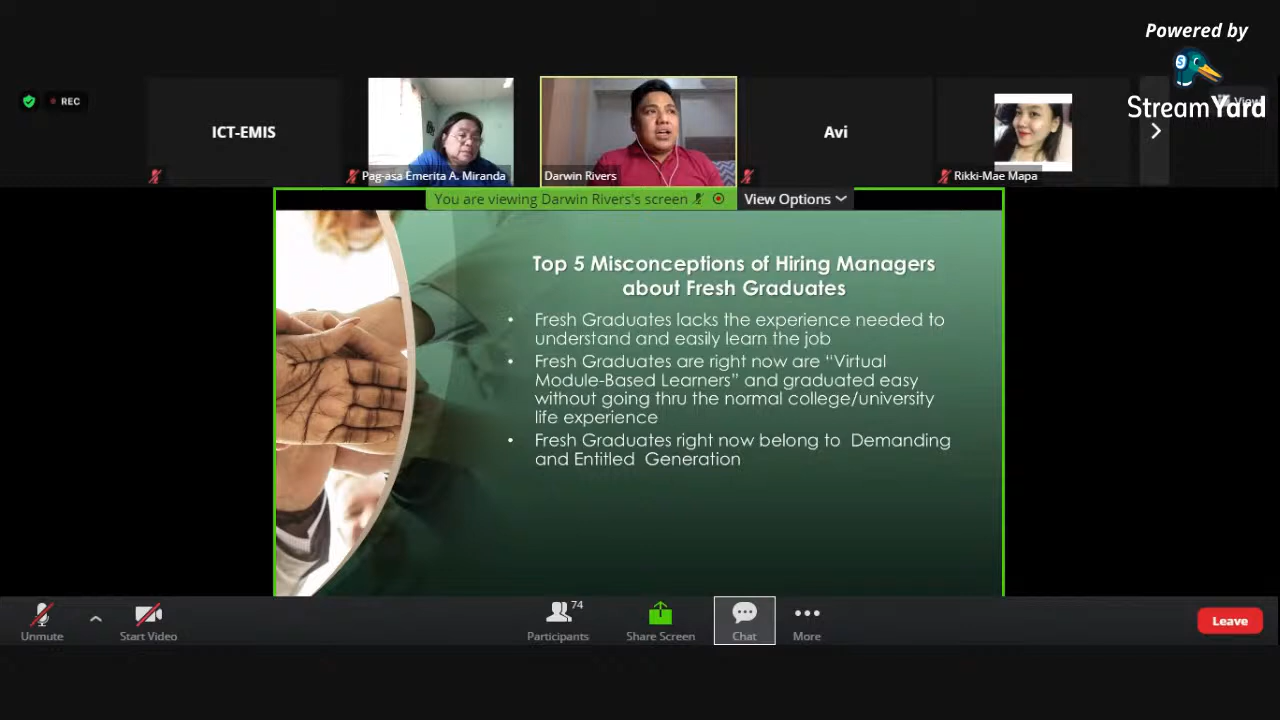 Powered by
StreamYard
REC
View
ICT-EMIS
Pag-asa Emerita A. Miranda
Darwin Rivers
Avi
Rikki-Mae Mapa
You are viewing Darwin Rivers's screen
View Options
Top 5 Misconceptions of Hiring Managers
about Fresh Graduates
• Fresh Graduates lacks the experience needed to
understand and easily learn the job
• Fresh Graduates are right now are “Virtual
Module-Based Learners” and graduated easy
without going thru the normal college/university
life experience
• Fresh Graduates right now belong to Demanding
and Entitled Generation
Unmute
Start Video
74
Participants
Share Screen
Chat
More
Leave